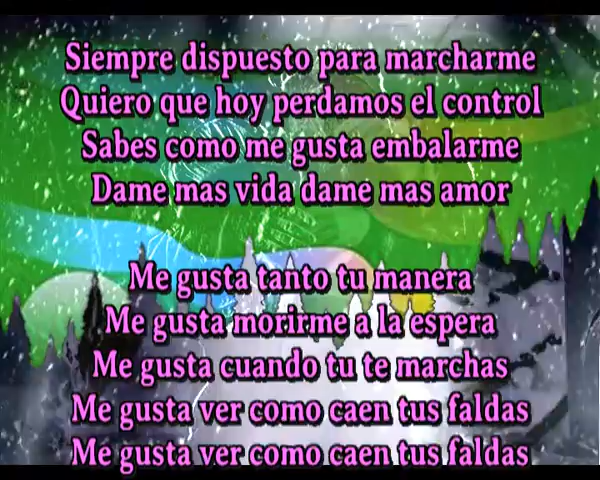 Siempre dispuesto para marcharme
Quiero que hoy perdamos el control
Sabes como me gusta embalarme
Dame mas vida dame mas amor
Me gusta tanto tu manera
Me gusta morirme a la espera
Me gusta cuando tu te marchas
Me gusta ver como caen tus faldas
Me gusta ver como caen tus faldas